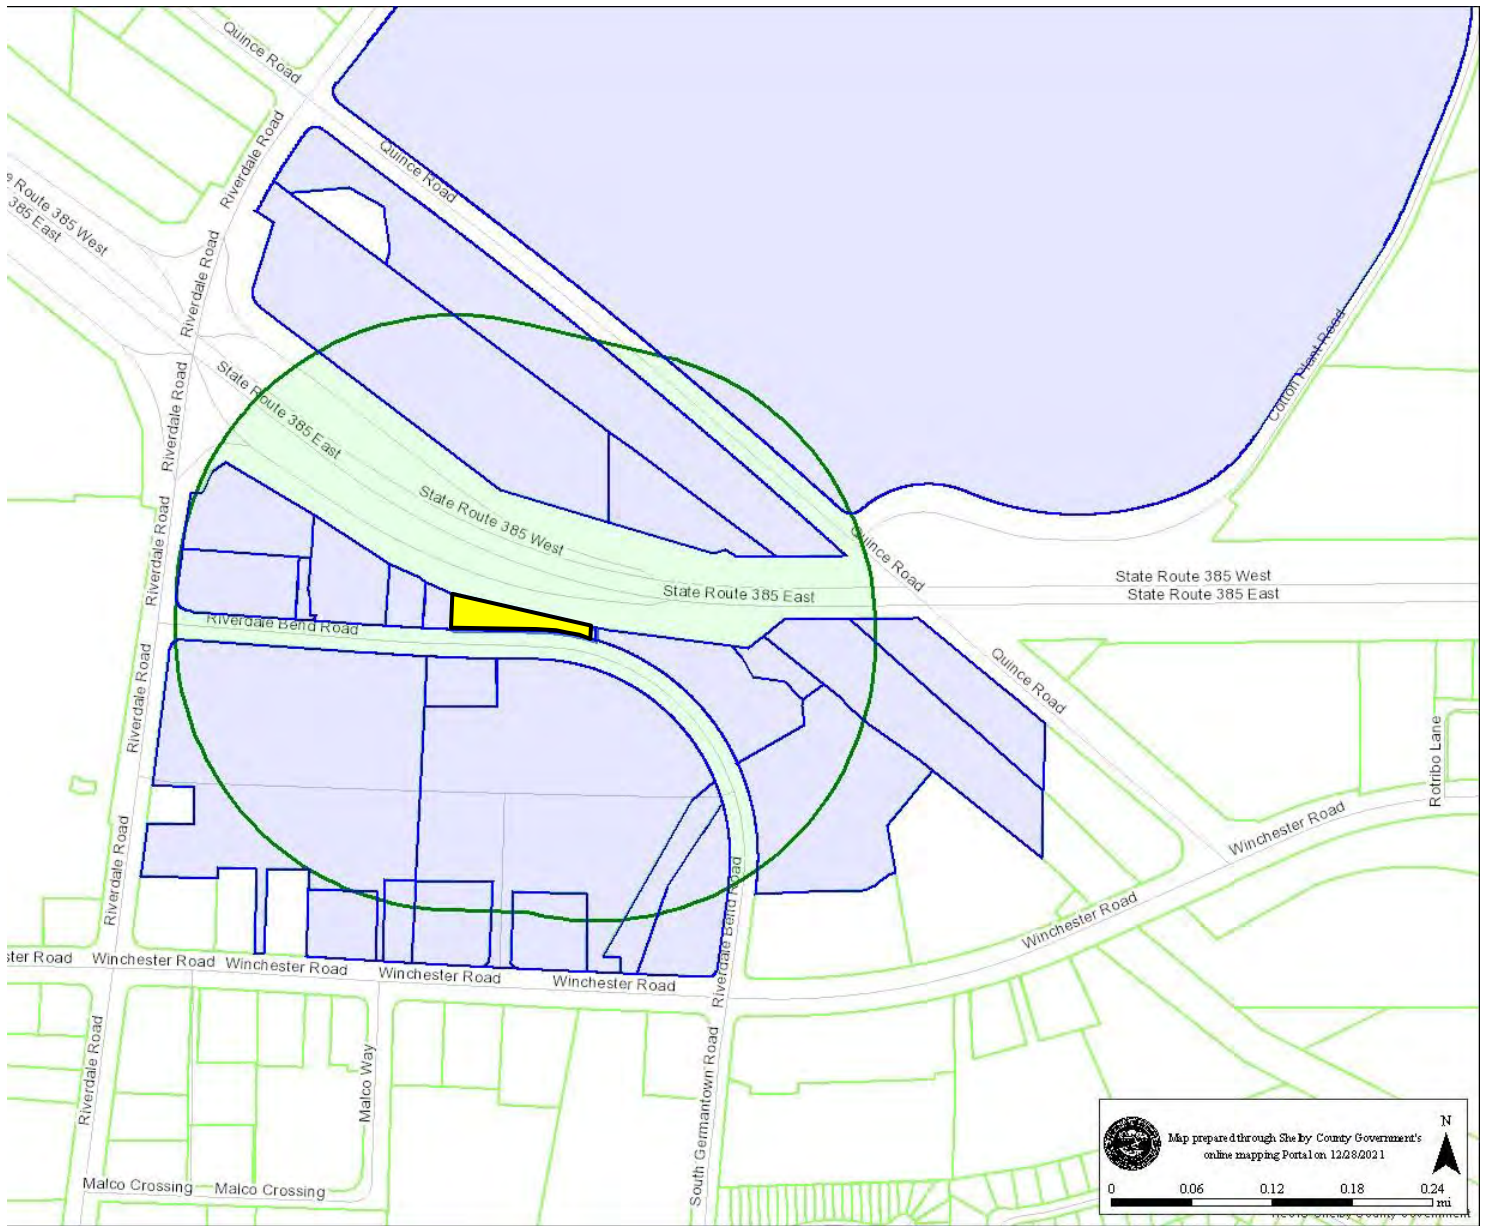 Quince Road
Riverdale Road
Quince Road
Route 385 West
385 East
Riverdale Road
Cotton Plant Road
State Route 385 East
Riverdale Road
State Route 385 West
Quince Road
Riverdale Road
State Route 385 West
State Route 385 East
State Route 385 East
Riverdale Bend Road
Quince Road
Riverdale Road
Rotribo Lane
Winchester Road
Riverdale Road
Riverdale Bend Road
Winchester Road
ster Road
Winchester Road
Winchester Road
Winchester Road
Winchester Road
Riverdale Road
Malco Way
South Germantown Road
Malco Crossing
Malco Crossing
Map prepared through Shelby County Government's
online mapping Portal on 12/28/2021
N
0 0.06 0.12 0.18 0.24
mi